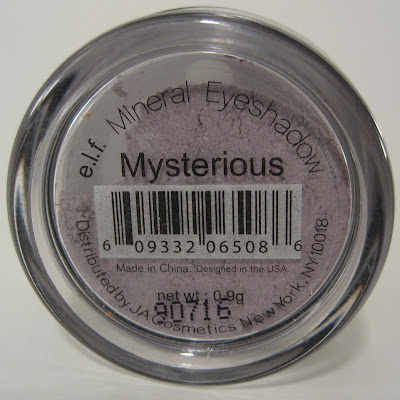 e.l.f. Mineral Eyeshadow
Mysterious
6 09332 06508 6
Made in China. Designed in the USA
net wt. 0.9g
90716
Distributed by JA Cosmetics New York, NY 10018